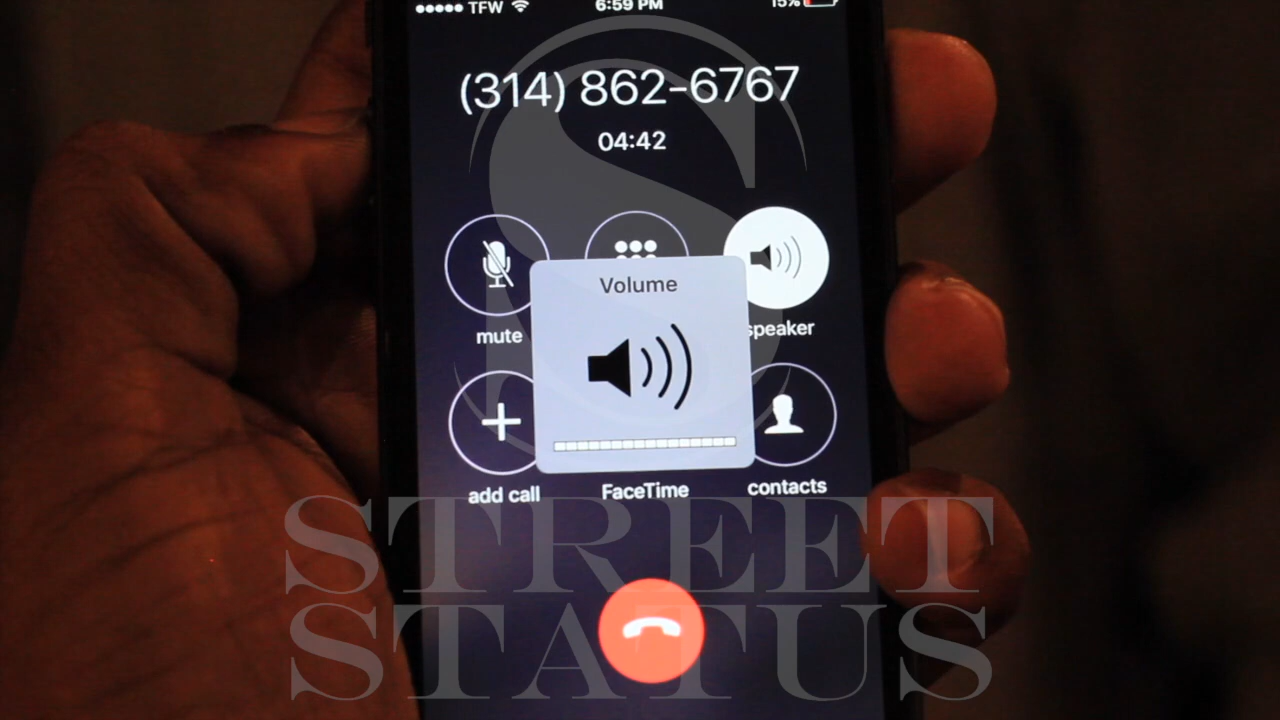 TFW 6:59 PM 15%
(314) 862-6767
04:42
Volume
mute speaker
add call FaceTime contacts
S
STREET
STATUS